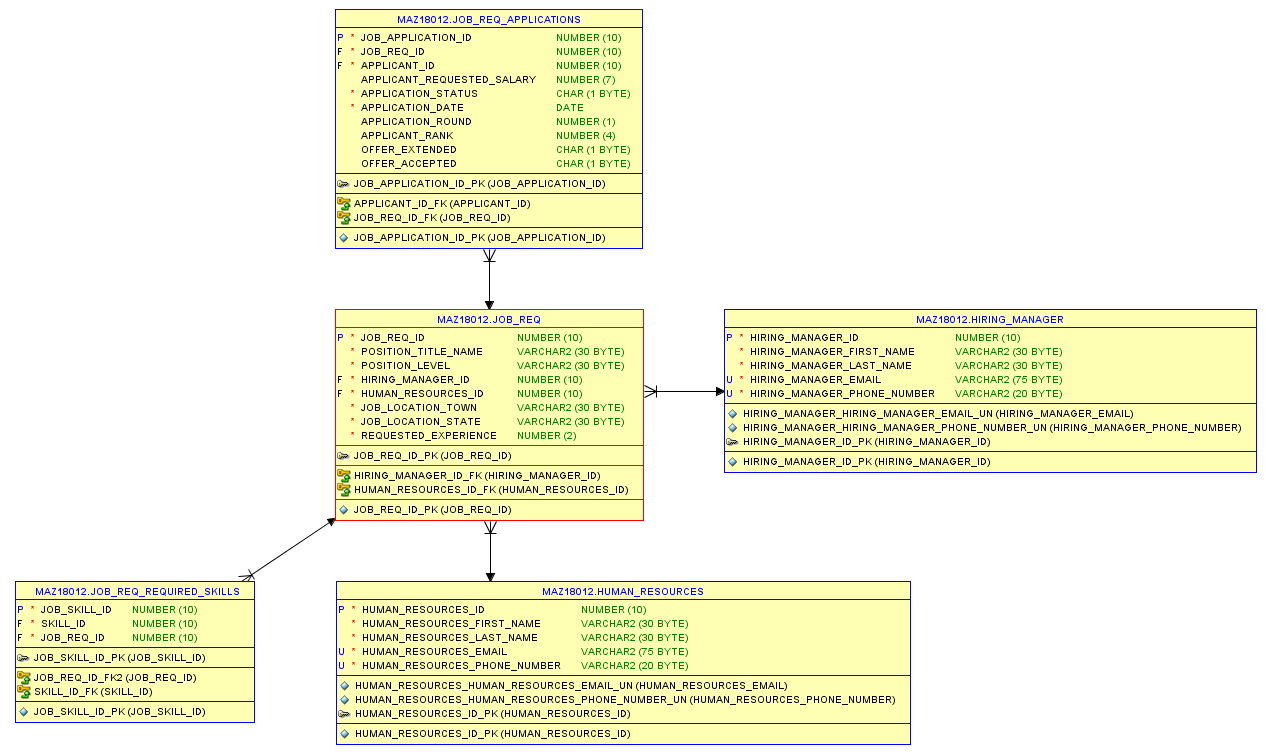 MAZ18012.JOB_REQ_APPLICATIONS
P * JOB_APPLICATION_ID NUMBER (10)
F * JOB_REQ_ID NUMBER (10)
F * APPLICANT_ID NUMBER (10)
APPLICANT_REQUESTED_SALARY NUMBER (7)
* APPLICATION_STATUS CHAR (1 BYTE)
* APPLICATION_DATE DATE
APPLICATION_ROUND NUMBER (1)
APPLICANT_RANK NUMBER (4)
OFFER_EXTENDED CHAR (1 BYTE)
OFFER_ACCEPTED CHAR (1 BYTE)
JOB_APPLICATION_ID_PK (JOB_APPLICATION_ID)
APPLICANT_ID_FK (APPLICANT_ID)
JOB_REQ_ID_FK (JOB_REQ_ID)
JOB_APPLICATION_ID_PK (JOB_APPLICATION_ID)
MAZ18012.JOB_REQ
P * JOB_REQ_ID NUMBER (10)
* POSITION_TITLE_NAME VARCHAR2 (30 BYTE)
* POSITION_LEVEL VARCHAR2 (30 BYTE)
F * HIRING_MANAGER_ID NUMBER (10)
F * HUMAN_RESOURCES_ID NUMBER (10)
* JOB_LOCATION_TOWN VARCHAR2 (30 BYTE)
* JOB_LOCATION_STATE VARCHAR2 (30 BYTE)
* REQUESTED_EXPERIENCE NUMBER (2)
JOB_REQ_ID_PK (JOB_REQ_ID)
HIRING_MANAGER_ID_FK (HIRING_MANAGER_ID)
HUMAN_RESOURCES_ID_FK (HUMAN_RESOURCES_ID)
JOB_REQ_ID_PK (JOB_REQ_ID)
MAZ18012.HIRING_MANAGER
P * HIRING_MANAGER_ID NUMBER (10)
* HIRING_MANAGER_FIRST_NAME VARCHAR2 (30 BYTE)
* HIRING_MANAGER_LAST_NAME VARCHAR2 (30 BYTE)
U * HIRING_MANAGER_EMAIL VARCHAR2 (75 BYTE)
U * HIRING_MANAGER_PHONE_NUMBER VARCHAR2 (20 BYTE)
HIRING_MANAGER_HIRING_MANAGER_EMAIL_UN (HIRING_MANAGER_EMAIL)
HIRING_MANAGER_HIRING_MANAGER_PHONE_NUMBER_UN (HIRING_MANAGER_PHONE_NUMBER)
HIRING_MANAGER_ID_PK (HIRING_MANAGER_ID)
HIRING_MANAGER_ID_PK (HIRING_MANAGER_ID)
MAZ18012.JOB_REQ_REQUIRED_SKILLS
P * JOB_SKILL_ID NUMBER (10)
F * SKILL_ID NUMBER (10)
F * JOB_REQ_ID NUMBER (10)
JOB_SKILL_ID_PK (JOB_SKILL_ID)
JOB_REQ_ID_FK2 (JOB_REQ_ID)
SKILL_ID_FK (SKILL_ID)
JOB_SKILL_ID_PK (JOB_SKILL_ID)
MAZ18012.HUMAN_RESOURCES
P * HUMAN_RESOURCES_ID NUMBER (10)
* HUMAN_RESOURCES_FIRST_NAME VARCHAR2 (30 BYTE)
* HUMAN_RESOURCES_LAST_NAME VARCHAR2 (30 BYTE)
U * HUMAN_RESOURCES_EMAIL VARCHAR2 (75 BYTE)
U * HUMAN_RESOURCES_PHONE_NUMBER VARCHAR2 (20 BYTE)
HUMAN_RESOURCES_HUMAN_RESOURCES_EMAIL_UN (HUMAN_RESOURCES_EMAIL)
HUMAN_RESOURCES_HUMAN_RESOURCES_PHONE_NUMBER_UN (HUMAN_RESOURCES_PHONE_NUMBER)
HUMAN_RESOURCES_ID_PK (HUMAN_RESOURCES_ID)
HUMAN_RESOURCES_ID_PK (HUMAN_RESOURCES_ID)